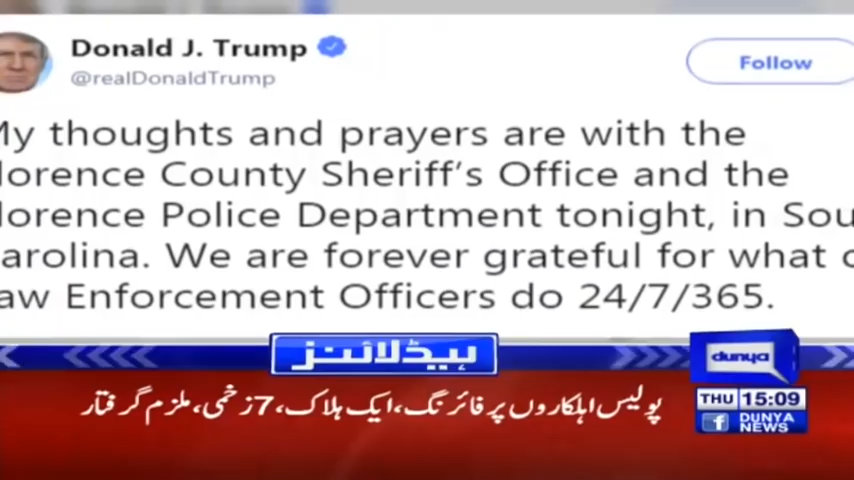 Donald J. Trump
@realDonaldTrump
Follow
My thoughts and prayers are with the
lorence County Sheriff's Office and the
lorence Police Department tonight, in Sou
arolina. We are forever grateful for what o
aw Enforcement Officers do 24/7/365.
ہیڈلائنز
dunya
پولیس اہلکاروں پر فائرنگ، ایک ہلاک، 7 زخمی، ملزم گرفتار
THU 15:09
f DUNYA NEWS